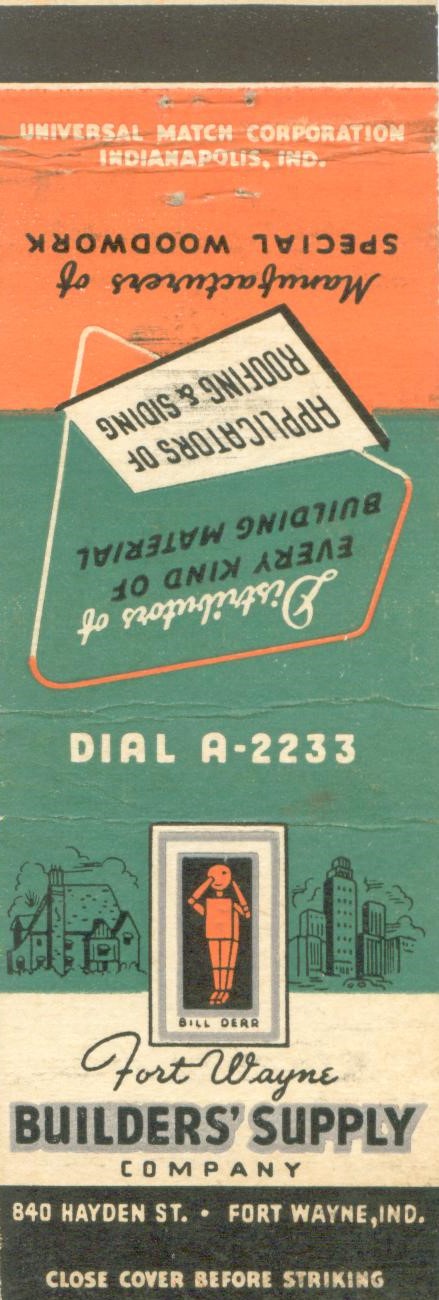 UNIVERSAL MATCH CORPORATION
INDIANAPOLIS, IND.
Distributors of
EVERY KIND OF
BUILDING MATERIAL
APPLICATORS OF
ROOFING & SIDING
Manufacturers of
SPECIAL WOODWORK
DIAL A-2233
BILL DERR
Fort Wayne
BUILDERS' SUPPLY
COMPANY
840 HAYDEN ST. • FORT WAYNE, IND.
CLOSE COVER BEFORE STRIKING